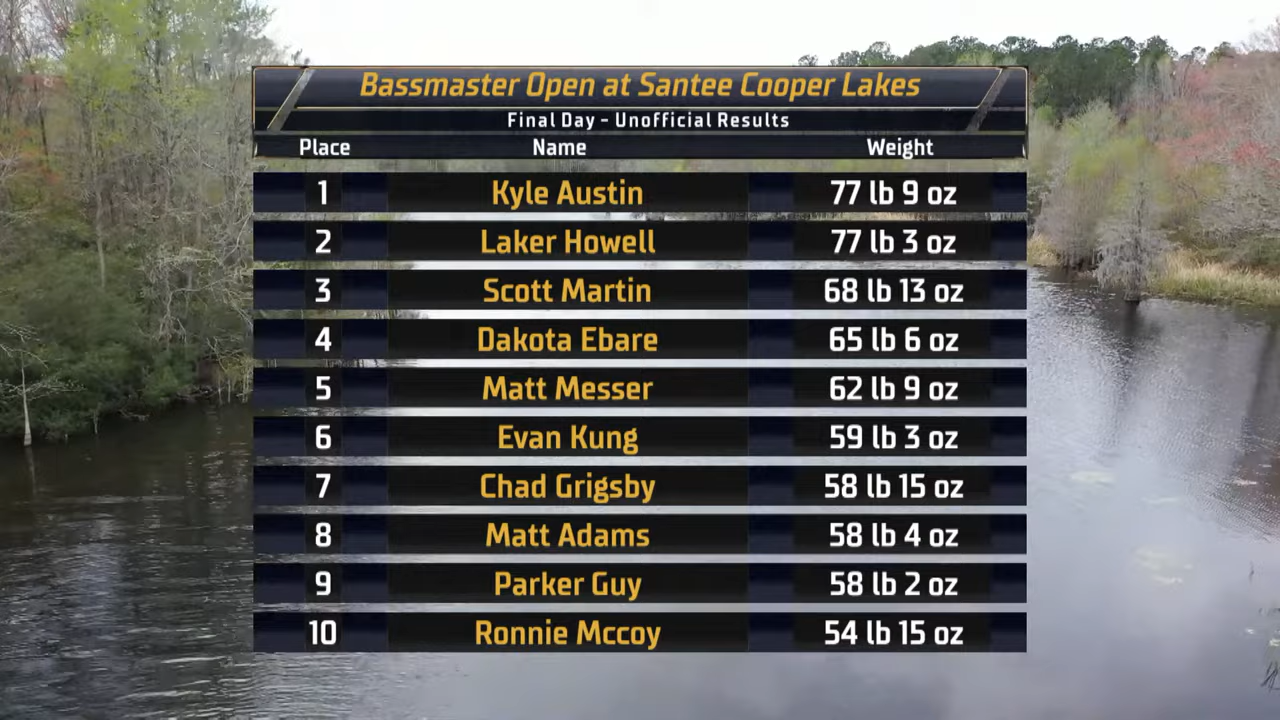 Bassmaster Open at Santee Cooper Lakes
Final Day - Unofficial Results
Place Name Weight
1 Kyle Austin 77 lb 9 oz
2 Laker Howell 77 lb 3 oz
3 Scott Martin 68 lb 13 oz
4 Dakota Ebare 65 lb 6 oz
5 Matt Messer 62 lb 9 oz
6 Evan Kung 59 lb 3 oz
7 Chad Grigsby 58 lb 15 oz
8 Matt Adams 58 lb 4 oz
9 Parker Guy 58 lb 2 oz
10 Ronnie Mccoy 54 lb 15 oz